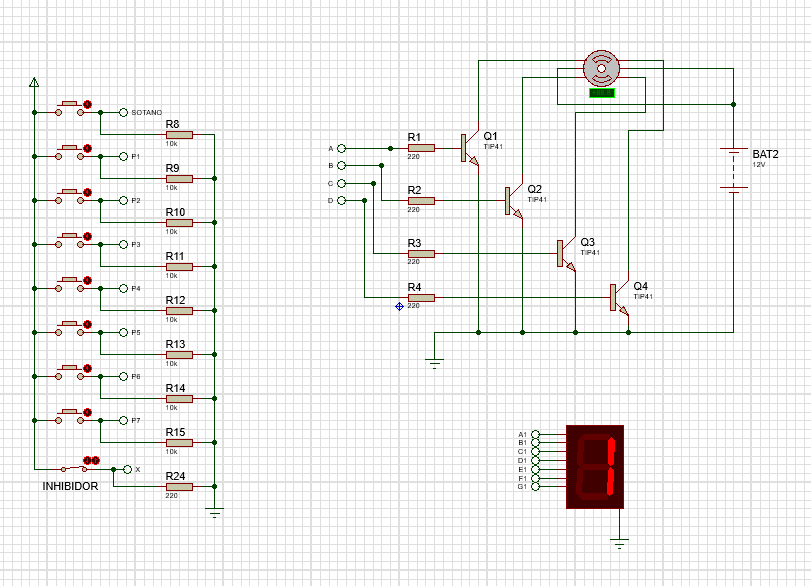 SOTANO
R8
10k
P1
R9
10k
P2
R10
10k
P3
R11
10k
P4
R12
10k
P5
R13
10k
P6
R14
10k
P7
R15
10k
X
INHIBIDOR
R24
220
A
B
C
D
R1
220
R2
220
R3
220
R4
220
Q1
TIP41
Q2
TIP41
Q3
TIP41
Q4
TIP41
BAT2
12V
A1
B1
C1
D1
E1
F1
G1
1